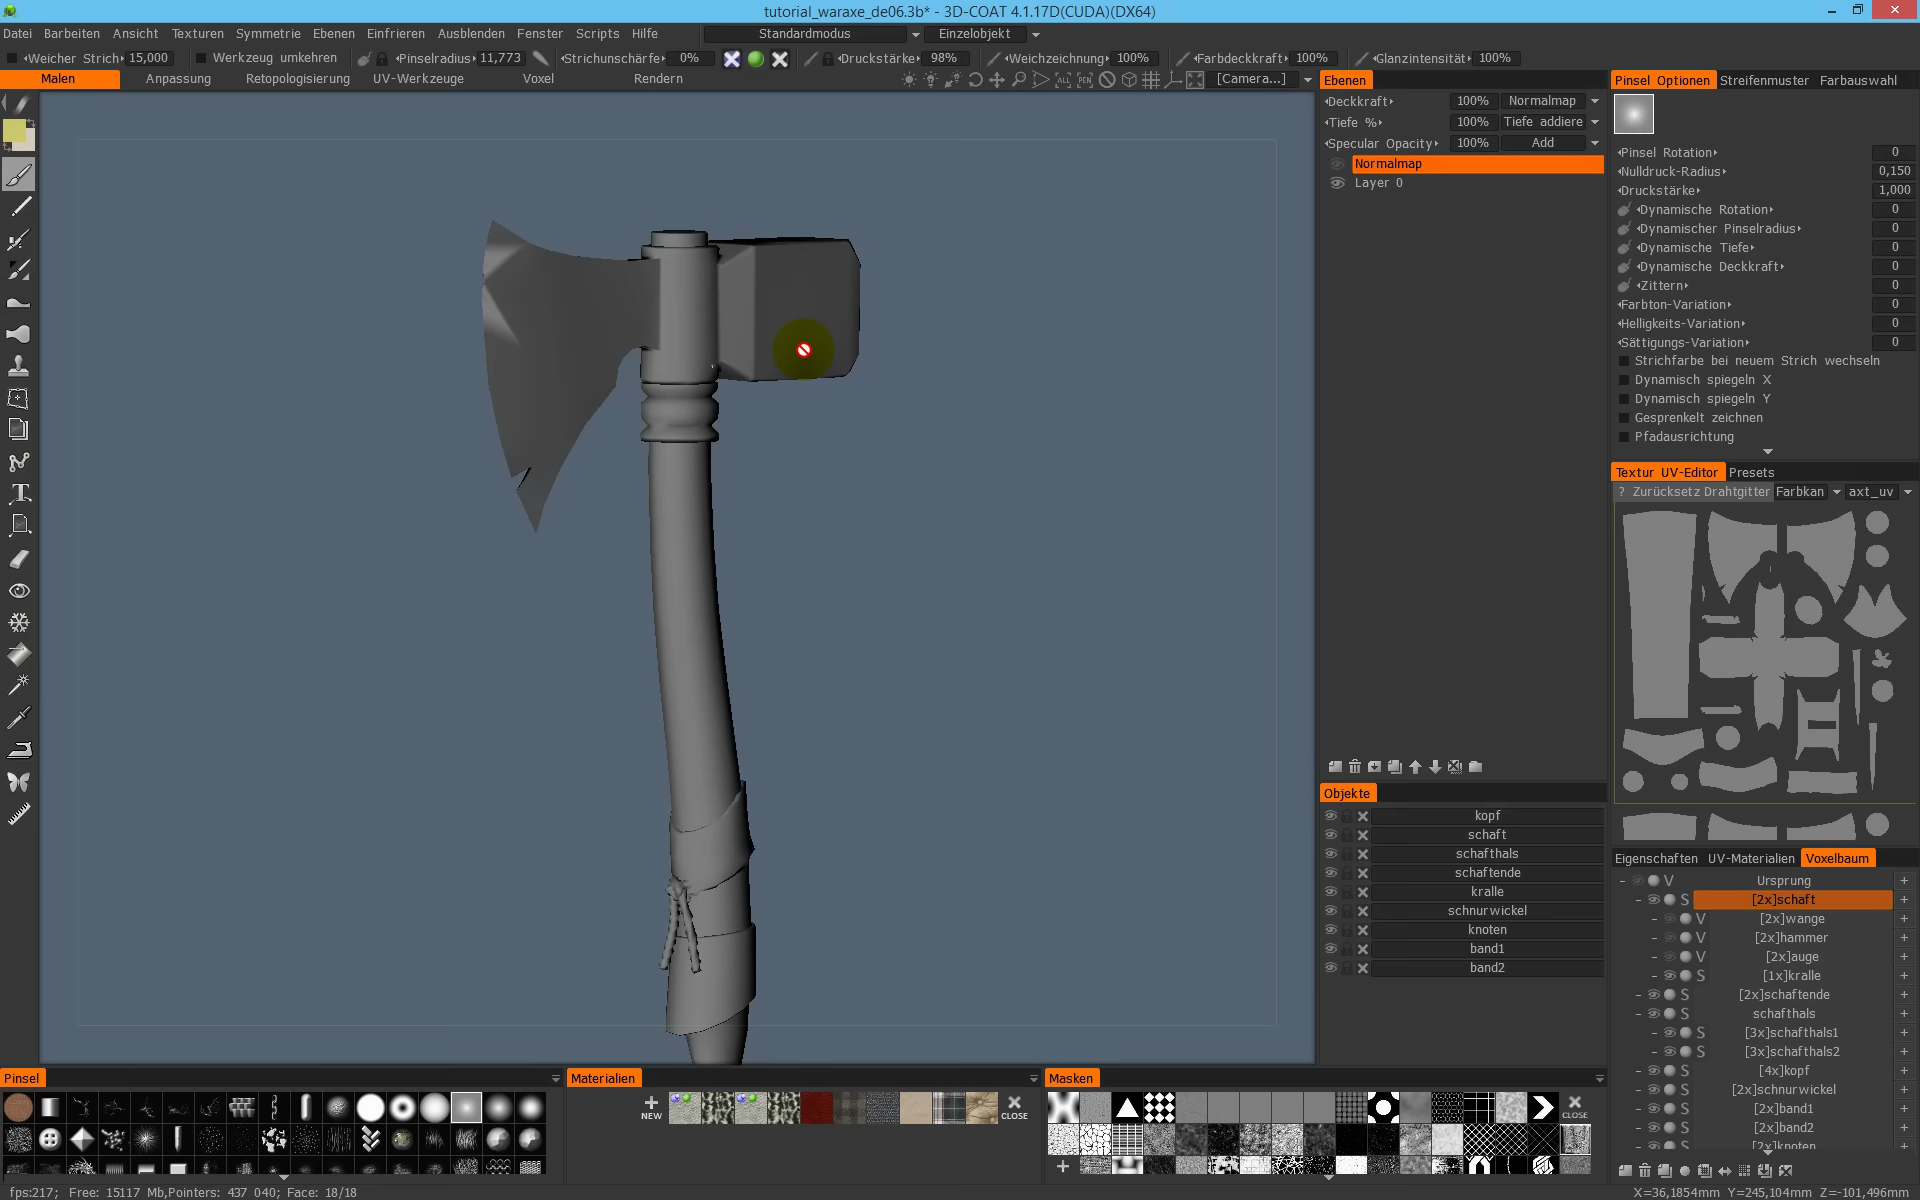 tutorial_waraxe_de06.3b* - 3D-COAT 4.1.17D(CUDA)(DX64)
Datei Bearbeiten Ansicht Texturen Symmetrie Ebenen Einfrieren Ausblenden Fenster Scripts Hilfe Standardmodus Einzelobjekt
Weicher Strich 15,000 Werkzeug umkehren Pinselradius 11,773 Strichunschärfe 0% Druckstärke 98% Weichzeichnung 100% Farbdeckkraft 100% Glanzintensität 100%
Malen Anpassung Retopologisierung UV-Werkzeuge Voxel Rendern [Camera...]
Ebenen
Deckkraft 100% Normalmap
Tiefe % 100% Tiefe addiere
Specular Opacity 100% Add
Normalmap
Layer 0
Objekte
kopf
schaft
schafthals
schaftende
kralle
schnurwickel
knoten
band1
band2
Pinsel Optionen Streifenmuster Farbauswahl
Pinsel Rotation 0
Nulldruck-Radius 0,150
Druckstärke 1,000
Dynamische Rotation 0
Dynamischer Pinselradius 0
Dynamische Tiefe 0
Dynamische Deckkraft 0
Zittern 0
Farbton-Variation 0
Helligkeits-Variation 0
Sättigungs-Variation 0
Strichfarbe bei neuem Strich wechseln
Dynamisch spiegeln X
Dynamisch spiegeln Y
Gesprenkelt zeichnen
Pfadausrichtung
Textur UV-Editor Presets
? Zurücksetz Drahtgitter Farbkan axt_uv
Eigenschaften UV-Materialien Voxelbaum
V Ursprung +
S [2x]schaft +
V [2x]wange +
V [2x]hammer +
V [2x]auge +
S [1x]kralle +
S [2x]schaftende +
S schafthals +
S [3x]schafthals1 +
S [3x]schafthals2 +
S [4x]kopf +
S [2x]schnurwickel +
S [2x]band1 +
S [2x]band2 +
S [2x]knoten +
Pinsel
Materialien
NEW CLOSE
Masken
CLOSE
fps:217; Free: 15117 Mb,Pointers: 437 040; Face: 18/18
X=36,1854mm Y=245,104mm Z=-101,496mm
ALL PEN